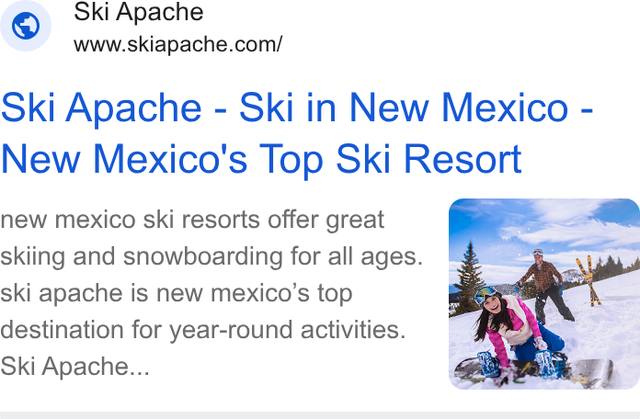 Ski Apache
www.skiapache.com/
Ski Apache - Ski in New Mexico -
New Mexico's Top Ski Resort
new mexico ski resorts offer great
skiing and snowboarding for all ages.
ski apache is new mexico’s top
destination for year-round activities.
Ski Apache...